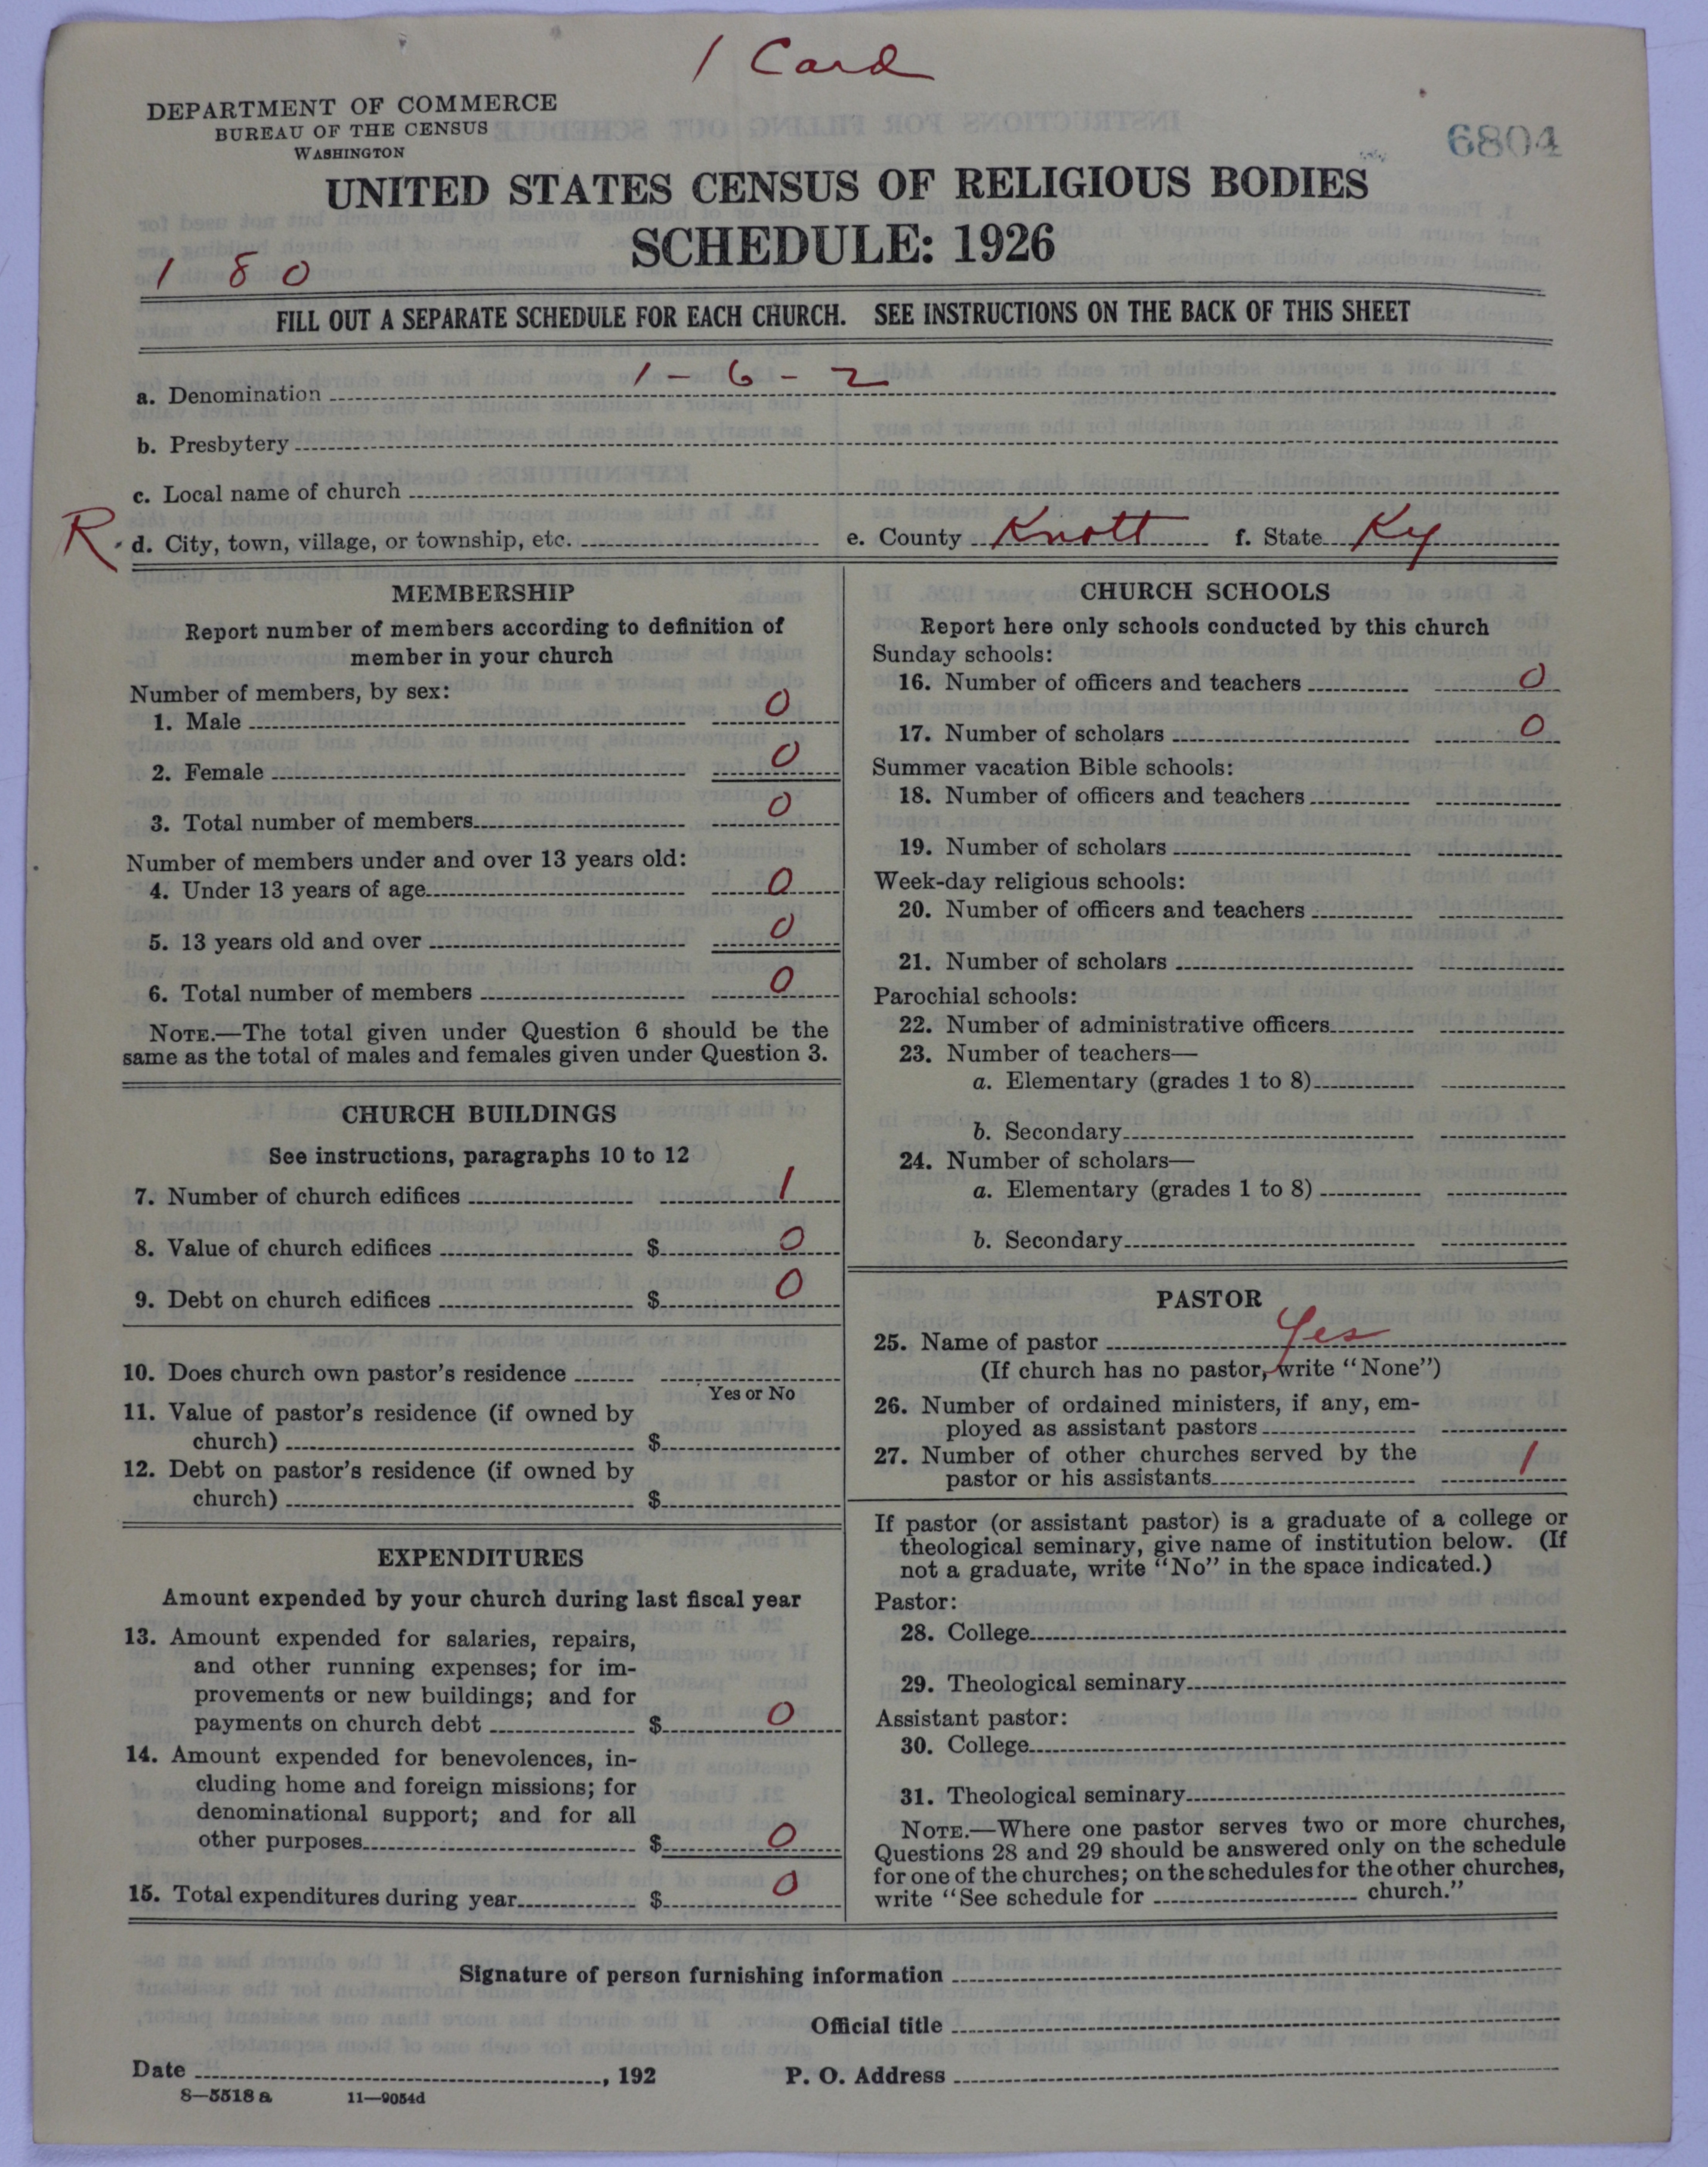 1 Card
DEPARTMENT OF COMMERCE
BUREAU OF THE CENSUS
WASHINGTON
6804
UNITED STATES CENSUS OF RELIGIOUS BODIES
SCHEDULE: 1926
1 80
FILL OUT A SEPARATE SCHEDULE FOR EACH CHURCH. SEE INSTRUCTIONS ON THE BACK OF THIS SHEET
a. Denomination 1-6-2
b. Presbytery
c. Local name of church
R d. City, town, village, or township, etc. e. County Knott f. State Ky
MEMBERSHIP
Report number of members according to definition of
member in your church
Number of members, by sex:
1. Male 0
2. Female 0
3. Total number of members 0
Number of members under and over 13 years old:
4. Under 13 years of age 0
5. 13 years old and over 0
6. Total number of members 0
NOTE.—The total given under Question 6 should be the
same as the total of males and females given under Question 3.
CHURCH BUILDINGS
See instructions, paragraphs 10 to 12
7. Number of church edifices 1
8. Value of church edifices $ 0
9. Debt on church edifices $ 0
10. Does church own pastor's residence
Yes or No
11. Value of pastor's residence (if owned by
church) $
12. Debt on pastor's residence (if owned by
church) $
EXPENDITURES
Amount expended by your church during last fiscal year
13. Amount expended for salaries, repairs,
and other running expenses; for im-
provements or new buildings; and for
payments on church debt $ 0
14. Amount expended for benevolences, in-
cluding home and foreign missions; for
denominational support; and for all
other purposes $ 0
15. Total expenditures during year $ 0
CHURCH SCHOOLS
Report here only schools conducted by this church
Sunday schools:
16. Number of officers and teachers 0
17. Number of scholars 0
Summer vacation Bible schools:
18. Number of officers and teachers
19. Number of scholars
Week-day religious schools:
20. Number of officers and teachers
21. Number of scholars
Parochial schools:
22. Number of administrative officers
23. Number of teachers—
a. Elementary (grades 1 to 8)
b. Secondary
24. Number of scholars—
a. Elementary (grades 1 to 8)
b. Secondary
PASTOR
25. Name of pastor Yes
(If church has no pastor, write "None")
26. Number of ordained ministers, if any, em-
ployed as assistant pastors
27. Number of other churches served by the
pastor or his assistants 1
If pastor (or assistant pastor) is a graduate of a college or
theological seminary, give name of institution below. (If
not a graduate, write "No" in the space indicated.)
Pastor:
28. College
29. Theological seminary
Assistant pastor:
30. College
31. Theological seminary
NOTE.—Where one pastor serves two or more churches,
Questions 28 and 29 should be answered only on the schedule
for one of the churches; on the schedules for the other churches,
write "See schedule for church."
Signature of person furnishing information
Official title
Date , 192 P. O. Address
8—5518 a 11—9054d